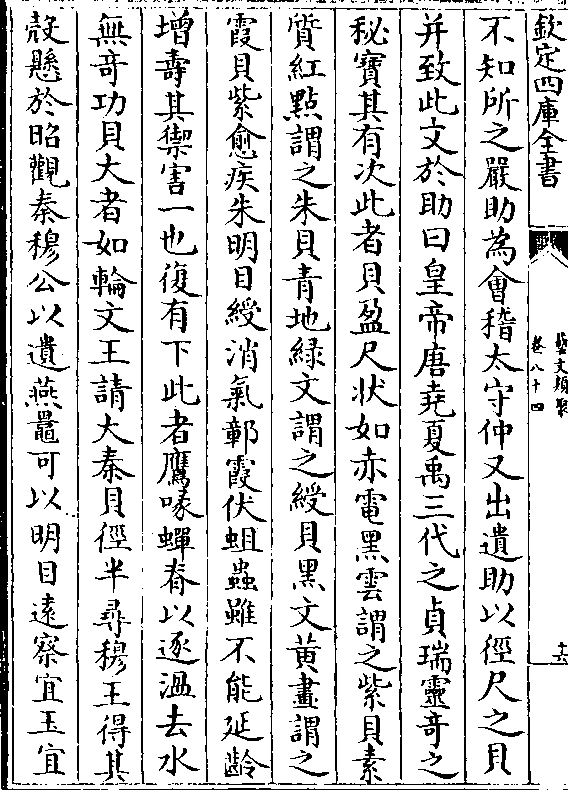 欽定四庫全書
藝文類聚
卷八十四
不知所之嚴助為會稽太守仲又出遺助以徑尺之貝
并致此文於助曰皇帝唐堯夏禹三代之貞瑞靈奇之
秘寶其有次此者貝盈尺狀如赤電黑雲謂之紫貝素
質紅㸃謂之朱貝青地緑文謂之綬貝黑文黄畫謂之
霞貝紫愈疾朱明目綬消氣鄣霞伏蛆蟲雖不能延齡
増壽其禦害一也復有下此者鷹喙蟬脊以逐温去水
無奇功貝大者如輪文王請大秦貝徑半尋穆王得其
殻懸於昭觀秦穆公以遺燕鼂可以明目遠察宜玉宜